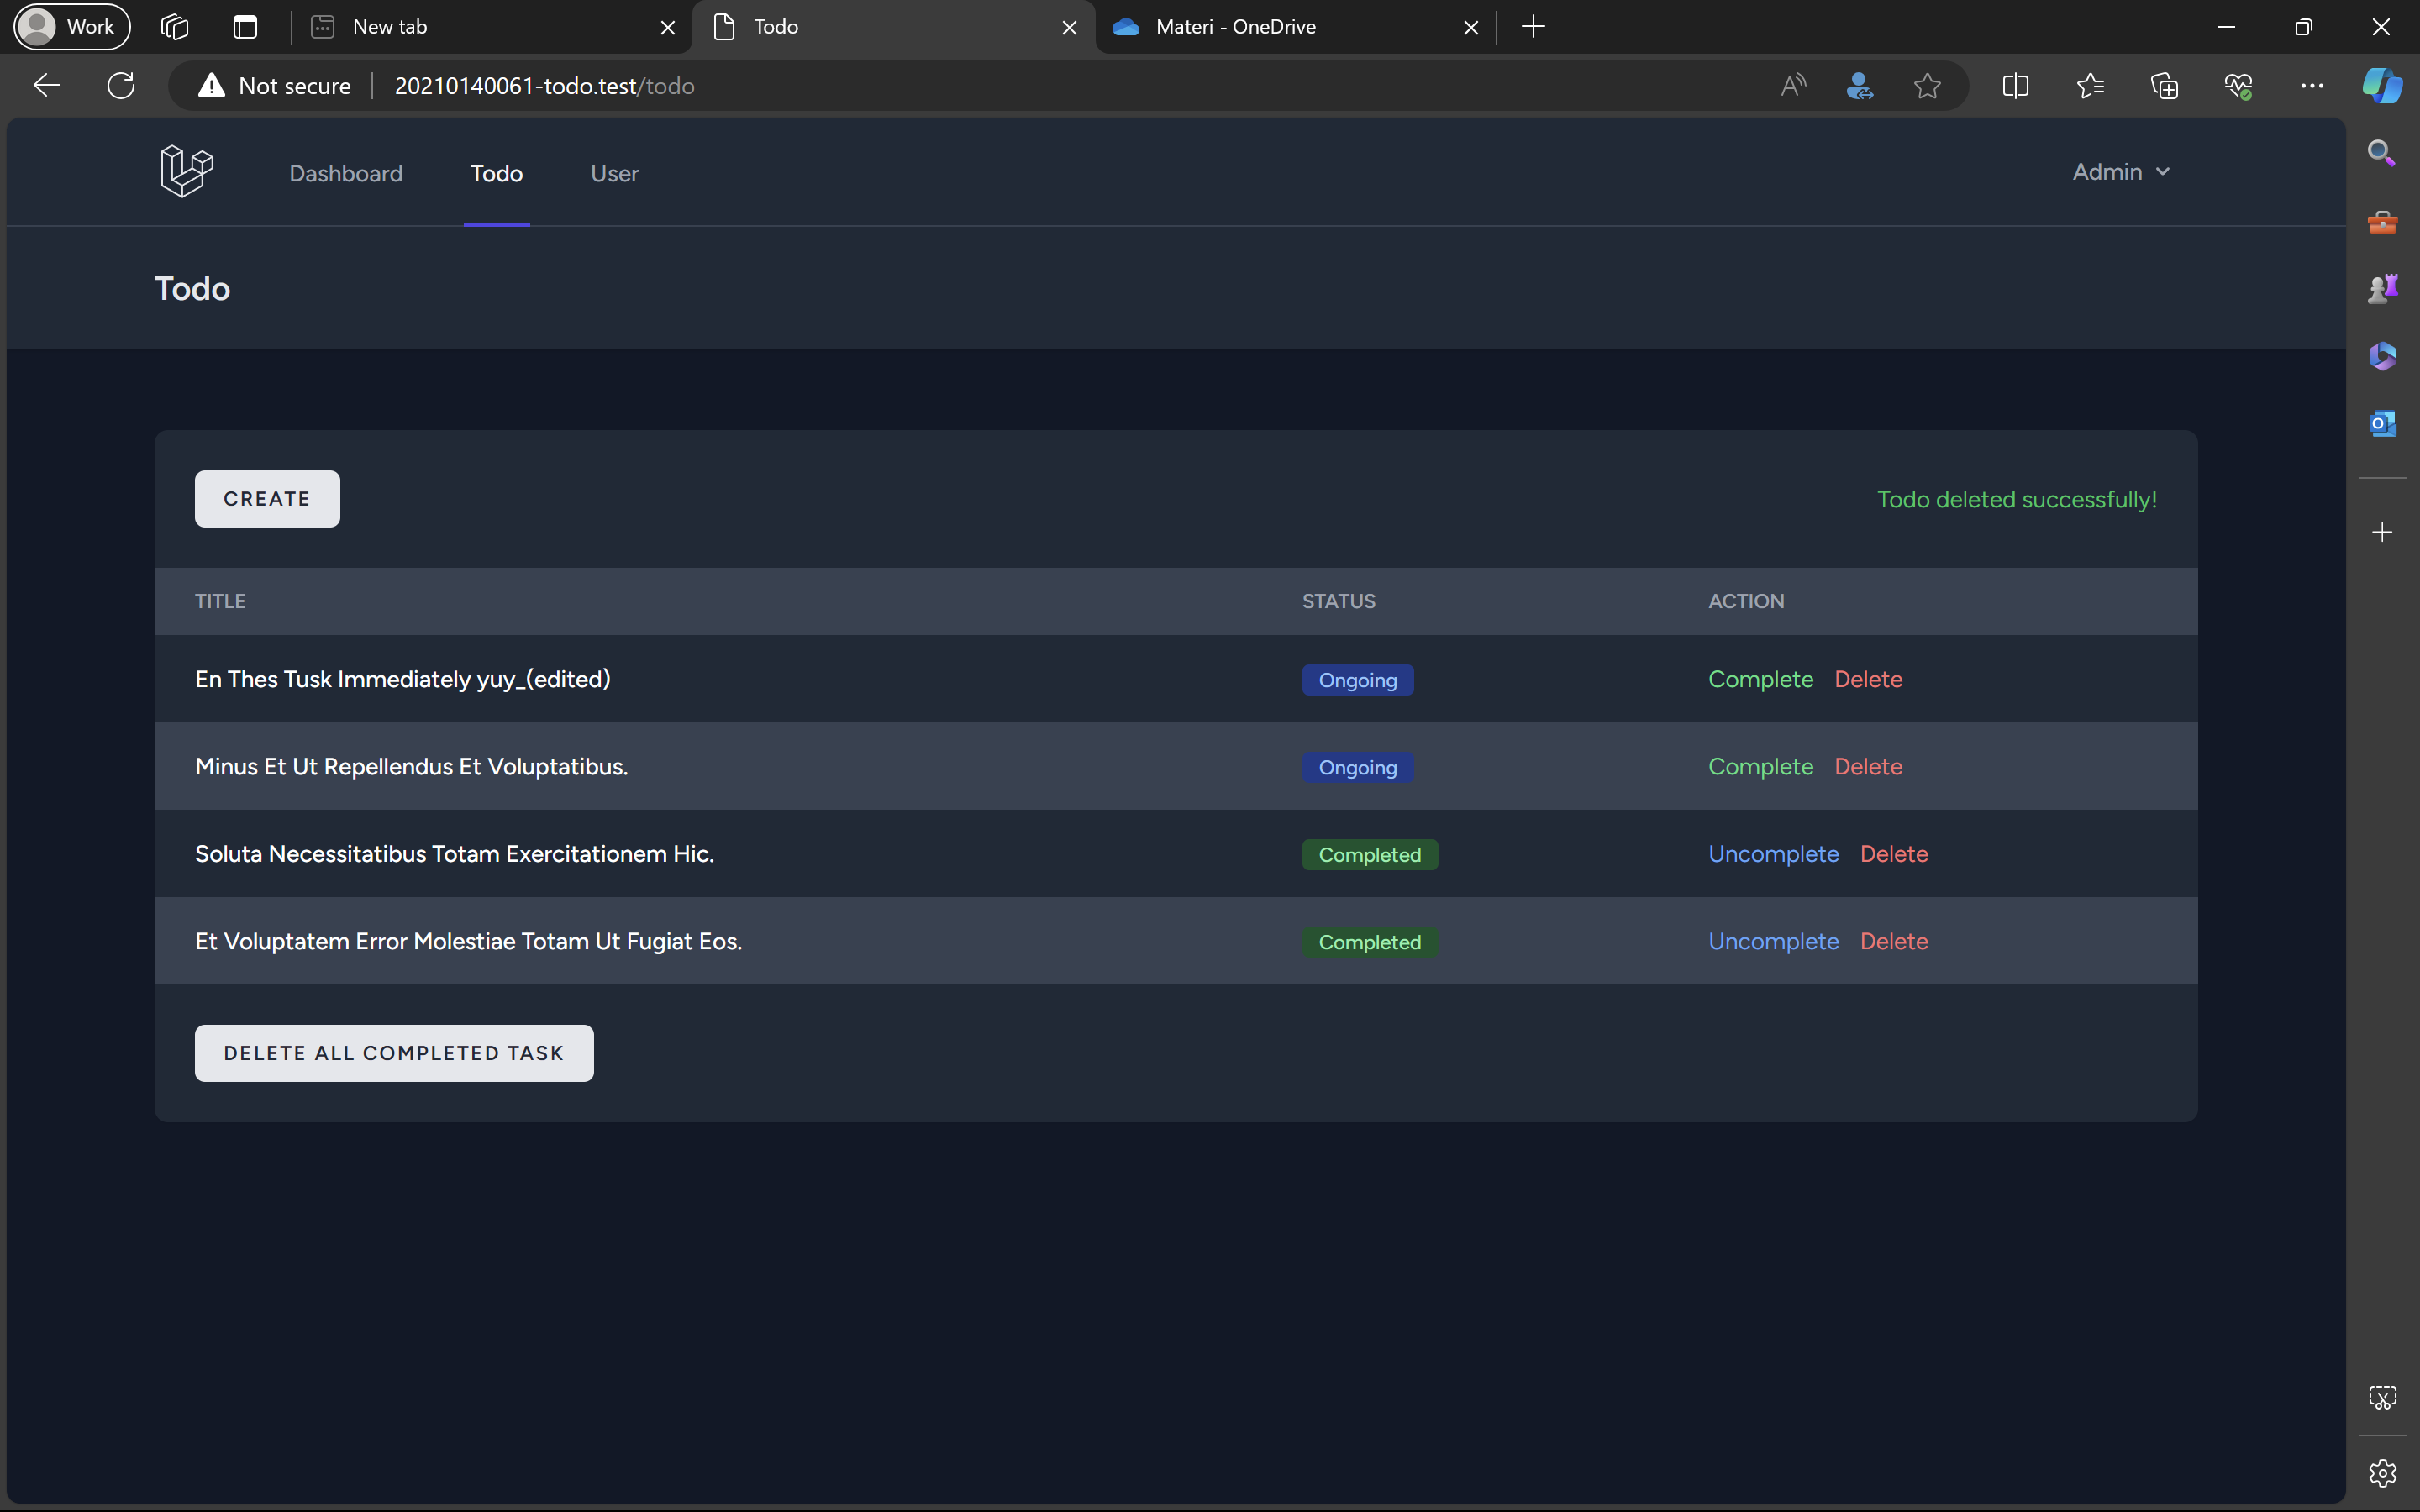 Work New tab Todo Materi - OneDrive
Not secure 20210140061-todo.test/todo
Dashboard Todo User Admin
Todo
CREATE Todo deleted successfully!
TITLE STATUS ACTION
En Thes Tusk Immediately yuy_(edited) Ongoing Complete Delete
Minus Et Ut Repellendus Et Voluptatibus. Ongoing Complete Delete
Soluta Necessitatibus Totam Exercitationem Hic. Completed Uncomplete Delete
Et Voluptatem Error Molestiae Totam Ut Fugiat Eos. Completed Uncomplete Delete
DELETE ALL COMPLETED TASK